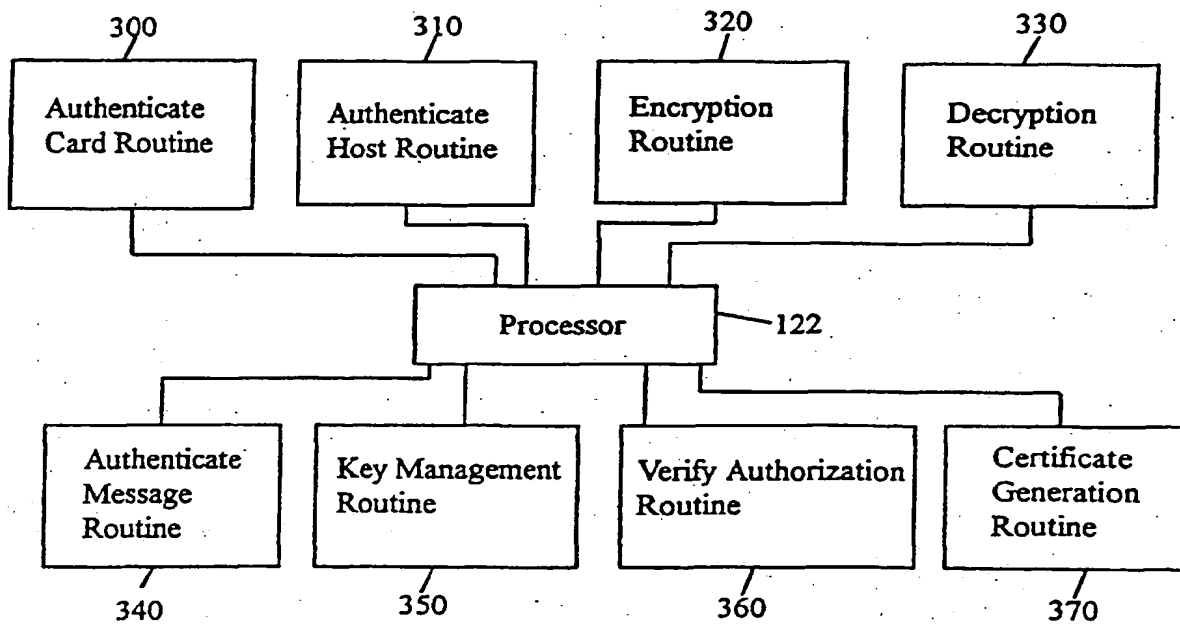 300
310
320
330
Authenticate
Card Routine
Authenticate
Host Routine
Encryption
Routine
Decryption
Routine
Processor
122
Authenticate
Message
Routine
Key Management
Routine
Verify Authorization
Routine
Certificate
Generation
Routine
340
350
360
370